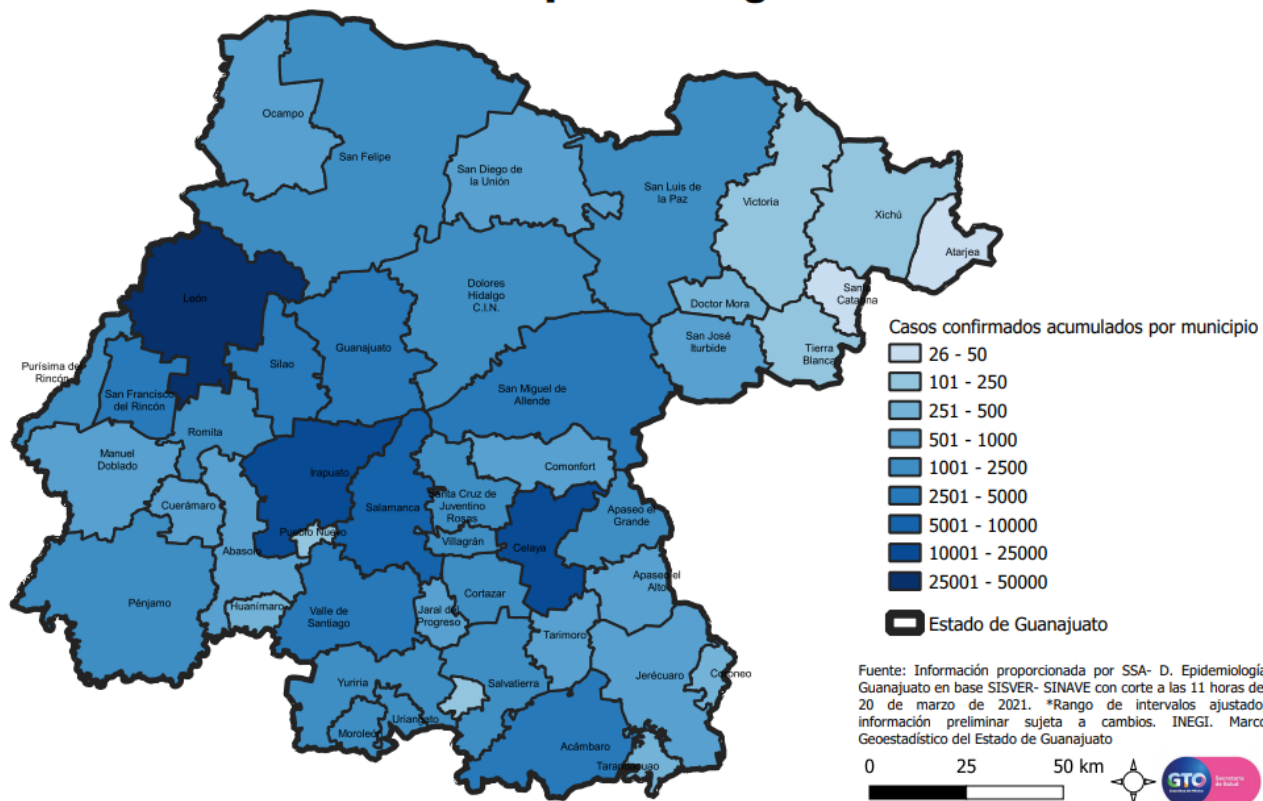 Ocampo
San Felipe
San Diego de
la Unión
San Luis de
la Paz
Victoria
Xichú
Atarjea
León
Dolores
Hidalgo
C.I.N.
Doctor Mora
Santa
Catarina
San José
Iturbide
Tierra
Blanca
Guanajuato
Silao
Purísima del
Rincón
San Francisco
del Rincón
San Miguel de
Allende
Romita
Manuel
Doblado
Irapuato
Comonfort
Cuerámaro
Salamanca
Santa Cruz de
Juventino
Rosas
Apaseo el
Grande
Pueblo Nuevo
Villagrán
Celaya
Abasolo
Apaseo el
Alto
Pénjamo
Huanímaro
Valle de
Santiago
Jaral del
Progreso
Cortazar
Tarimoro
Jerécuaro
Coroneo
Yuriria
Salvatierra
Uriangato
Moroleón
Acámbaro
Tarandacuao
Casos confirmados acumulados por municipio
26 - 50
101 - 250
251 - 500
501 - 1000
1001 - 2500
2501 - 5000
5001 - 10000
10001 - 25000
25001 - 50000
Estado de Guanajuato
Fuente: Información proporcionada por SSA- D. Epidemiología
Guanajuato en base SISVER- SINAVE con corte a las 11 horas de
20 de marzo de 2021. *Rango de intervalos ajustado
información preliminar sujeta a cambios. INEGI. Marco
Geoestadístico del Estado de Guanajuato
0 25 50 km
GTO
Secretaría
de Salud